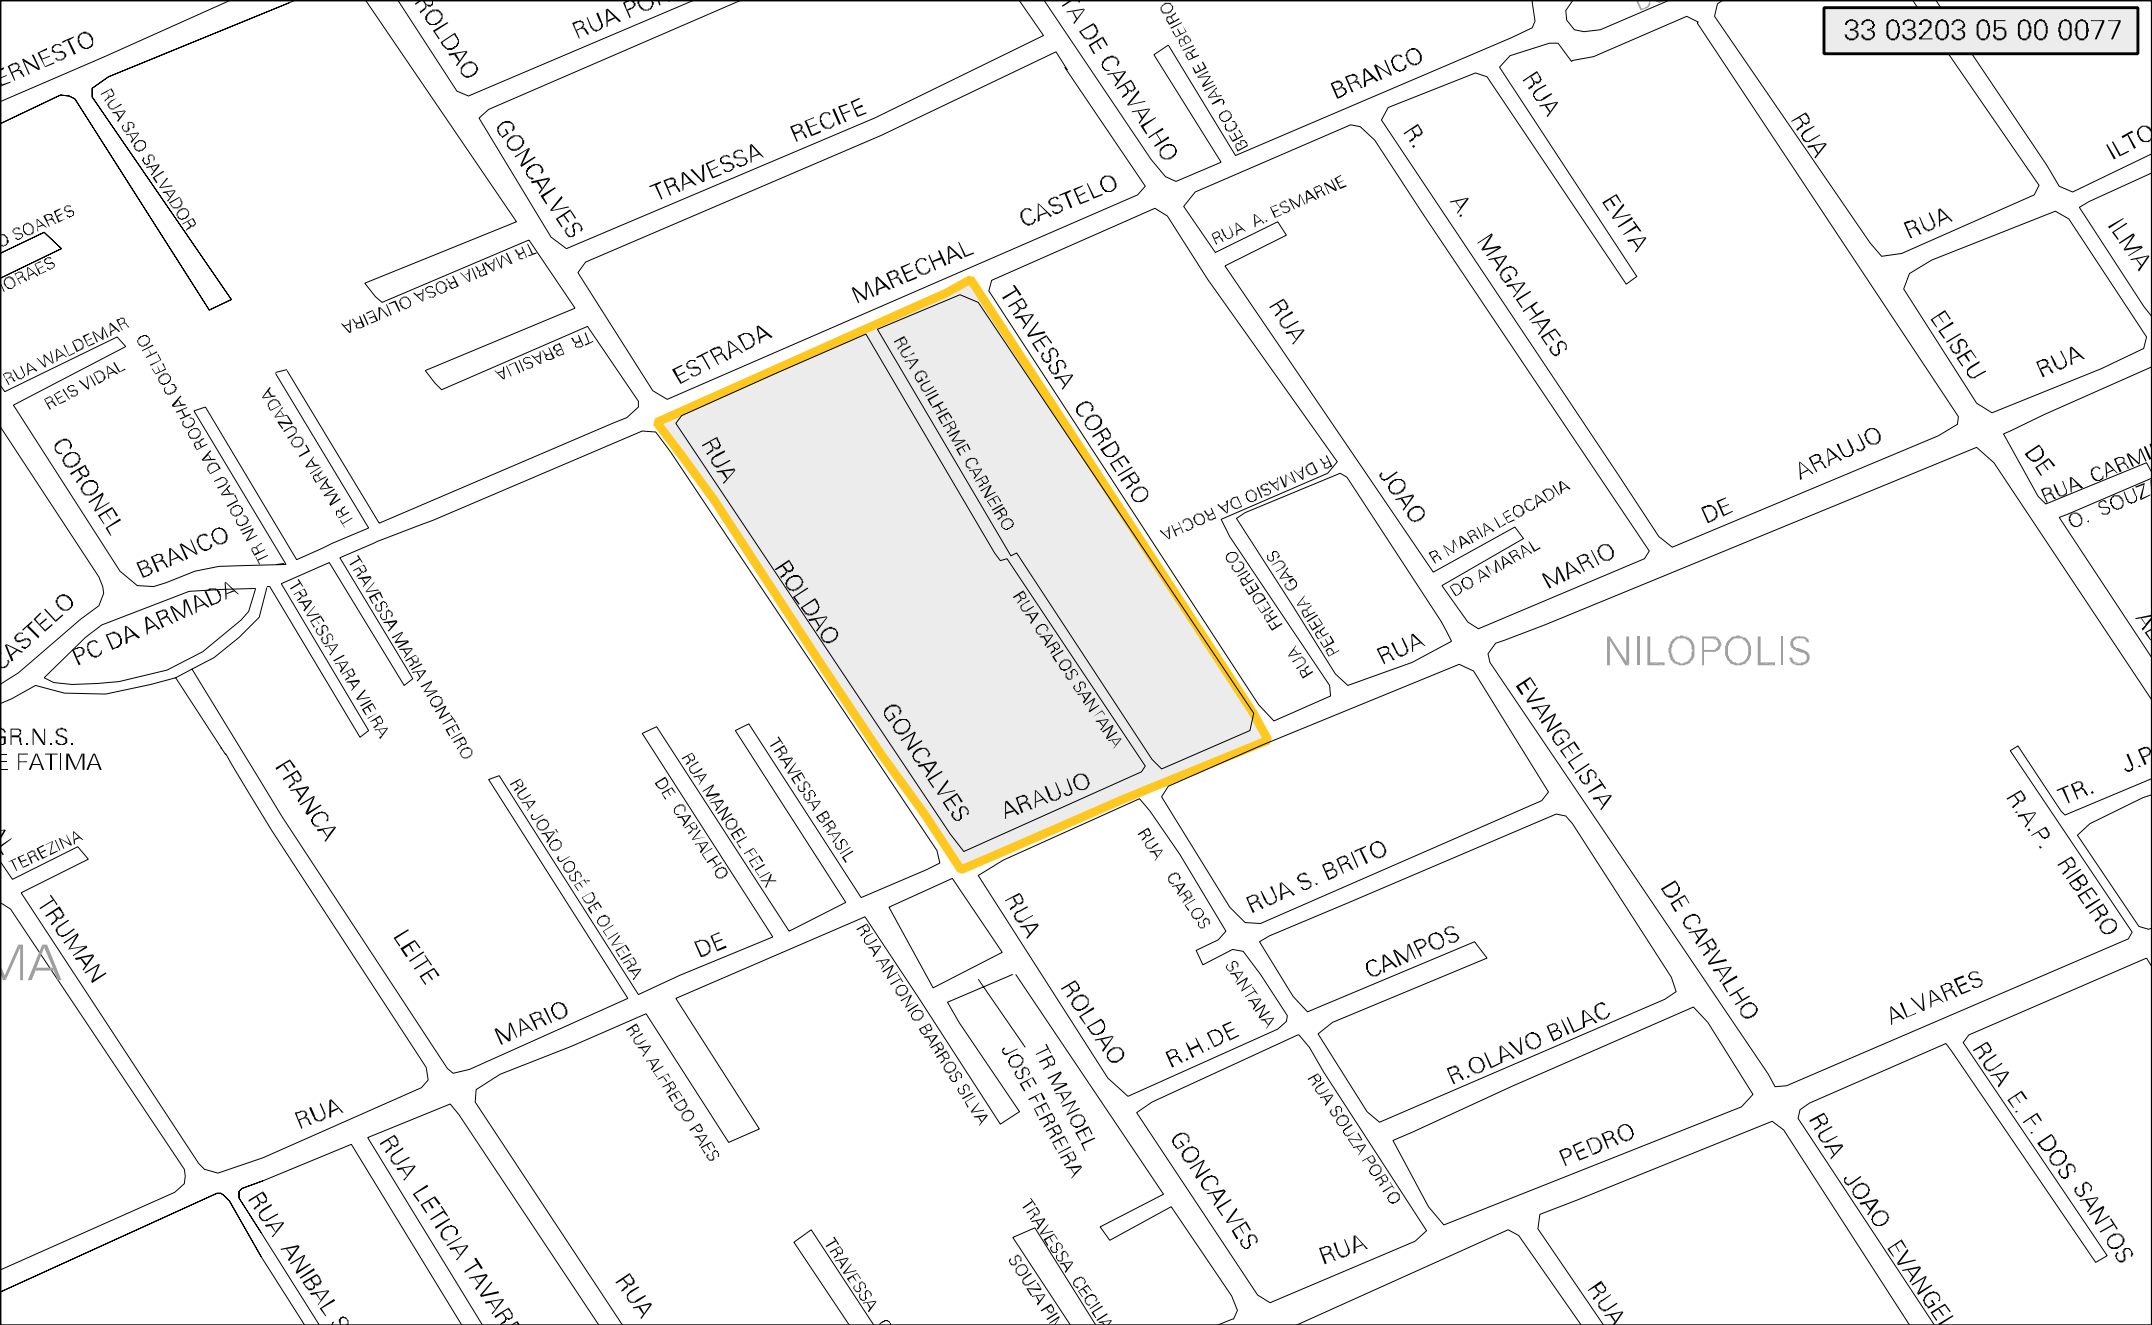 33 03203 05 00 0077
ERNESTO
ROLDAO
GONCALVES
RUA SAO SALVADOR
TRAVESSA RECIFE
TA DE CARVALHO
BECO JAIME RIBEIRO
BRANCO
CASTELO
MARECHAL
ESTRADA
RUA A. ESMARNE
R. A. MAGALHAES
RUA EVITA
RUA
ILTO
RUA
ILMA
ELISEU
RUA
O SOARES
MORAES
RUA WALDEMAR
REIS VIDAL
TR NICOLAU DA ROCHA COELHO
TR MARIA LOUZADA
TR MARIA ROSA OLIVEIRA
TR BRASILIA
CORONEL
BRANCO
CASTELO
PC DA ARMADA
RUA
ROLDAO
GONCALVES
RUA GUILHERME CARNEIRO
RUA CARLOS SANTANA
ARAUJO
TRAVESSA CORDEIRO
R DAMASIO DA ROCHA
RUA FREDERICO
PEREIRA GAUS
RUA
JOAO
R MARIA LEOCADIA
DO AMARAL
RUA
MARIO
DE
ARAUJO
DE
RUA CARMI
O. SOUZ
NILOPOLIS
EVANGELISTA
DE CARVALHO
TRAVESSA IARA VIEIRA
TRAVESSA MARIA MONTEIRO
GR.N.S.
E FATIMA
FRANCA
LEITE
TEREZINA
TRUMAN
MA
RUA JOÃO JOSÉ DE OLIVEIRA
RUA MANOEL FELIX
DE CARVALHO
TRAVESSA BRASIL
DE
MARIO
RUA
RUA ANTONIO BARROS SILVA
RUA ALFREDO PAES
TR MANOEL
JOSE FERREIRA
RUA
ROLDAO
GONCALVES
RUA CARLOS
SANTANA
RUA S. BRITO
CAMPOS
R.H.DE
R.OLAVO BILAC
RUA SOUZA PORTO
PEDRO
ALVARES
RUA
TR. J.P
R.A.P. RIBEIRO
RUA E. F. DOS SANTOS
RUA JOAO EVANGEL
RUA
RUA ANIBAL S
RUA LETICIA TAVAR
RUA
TRAVESSA
TRAVESSA CECILIA
SOUZA PIN